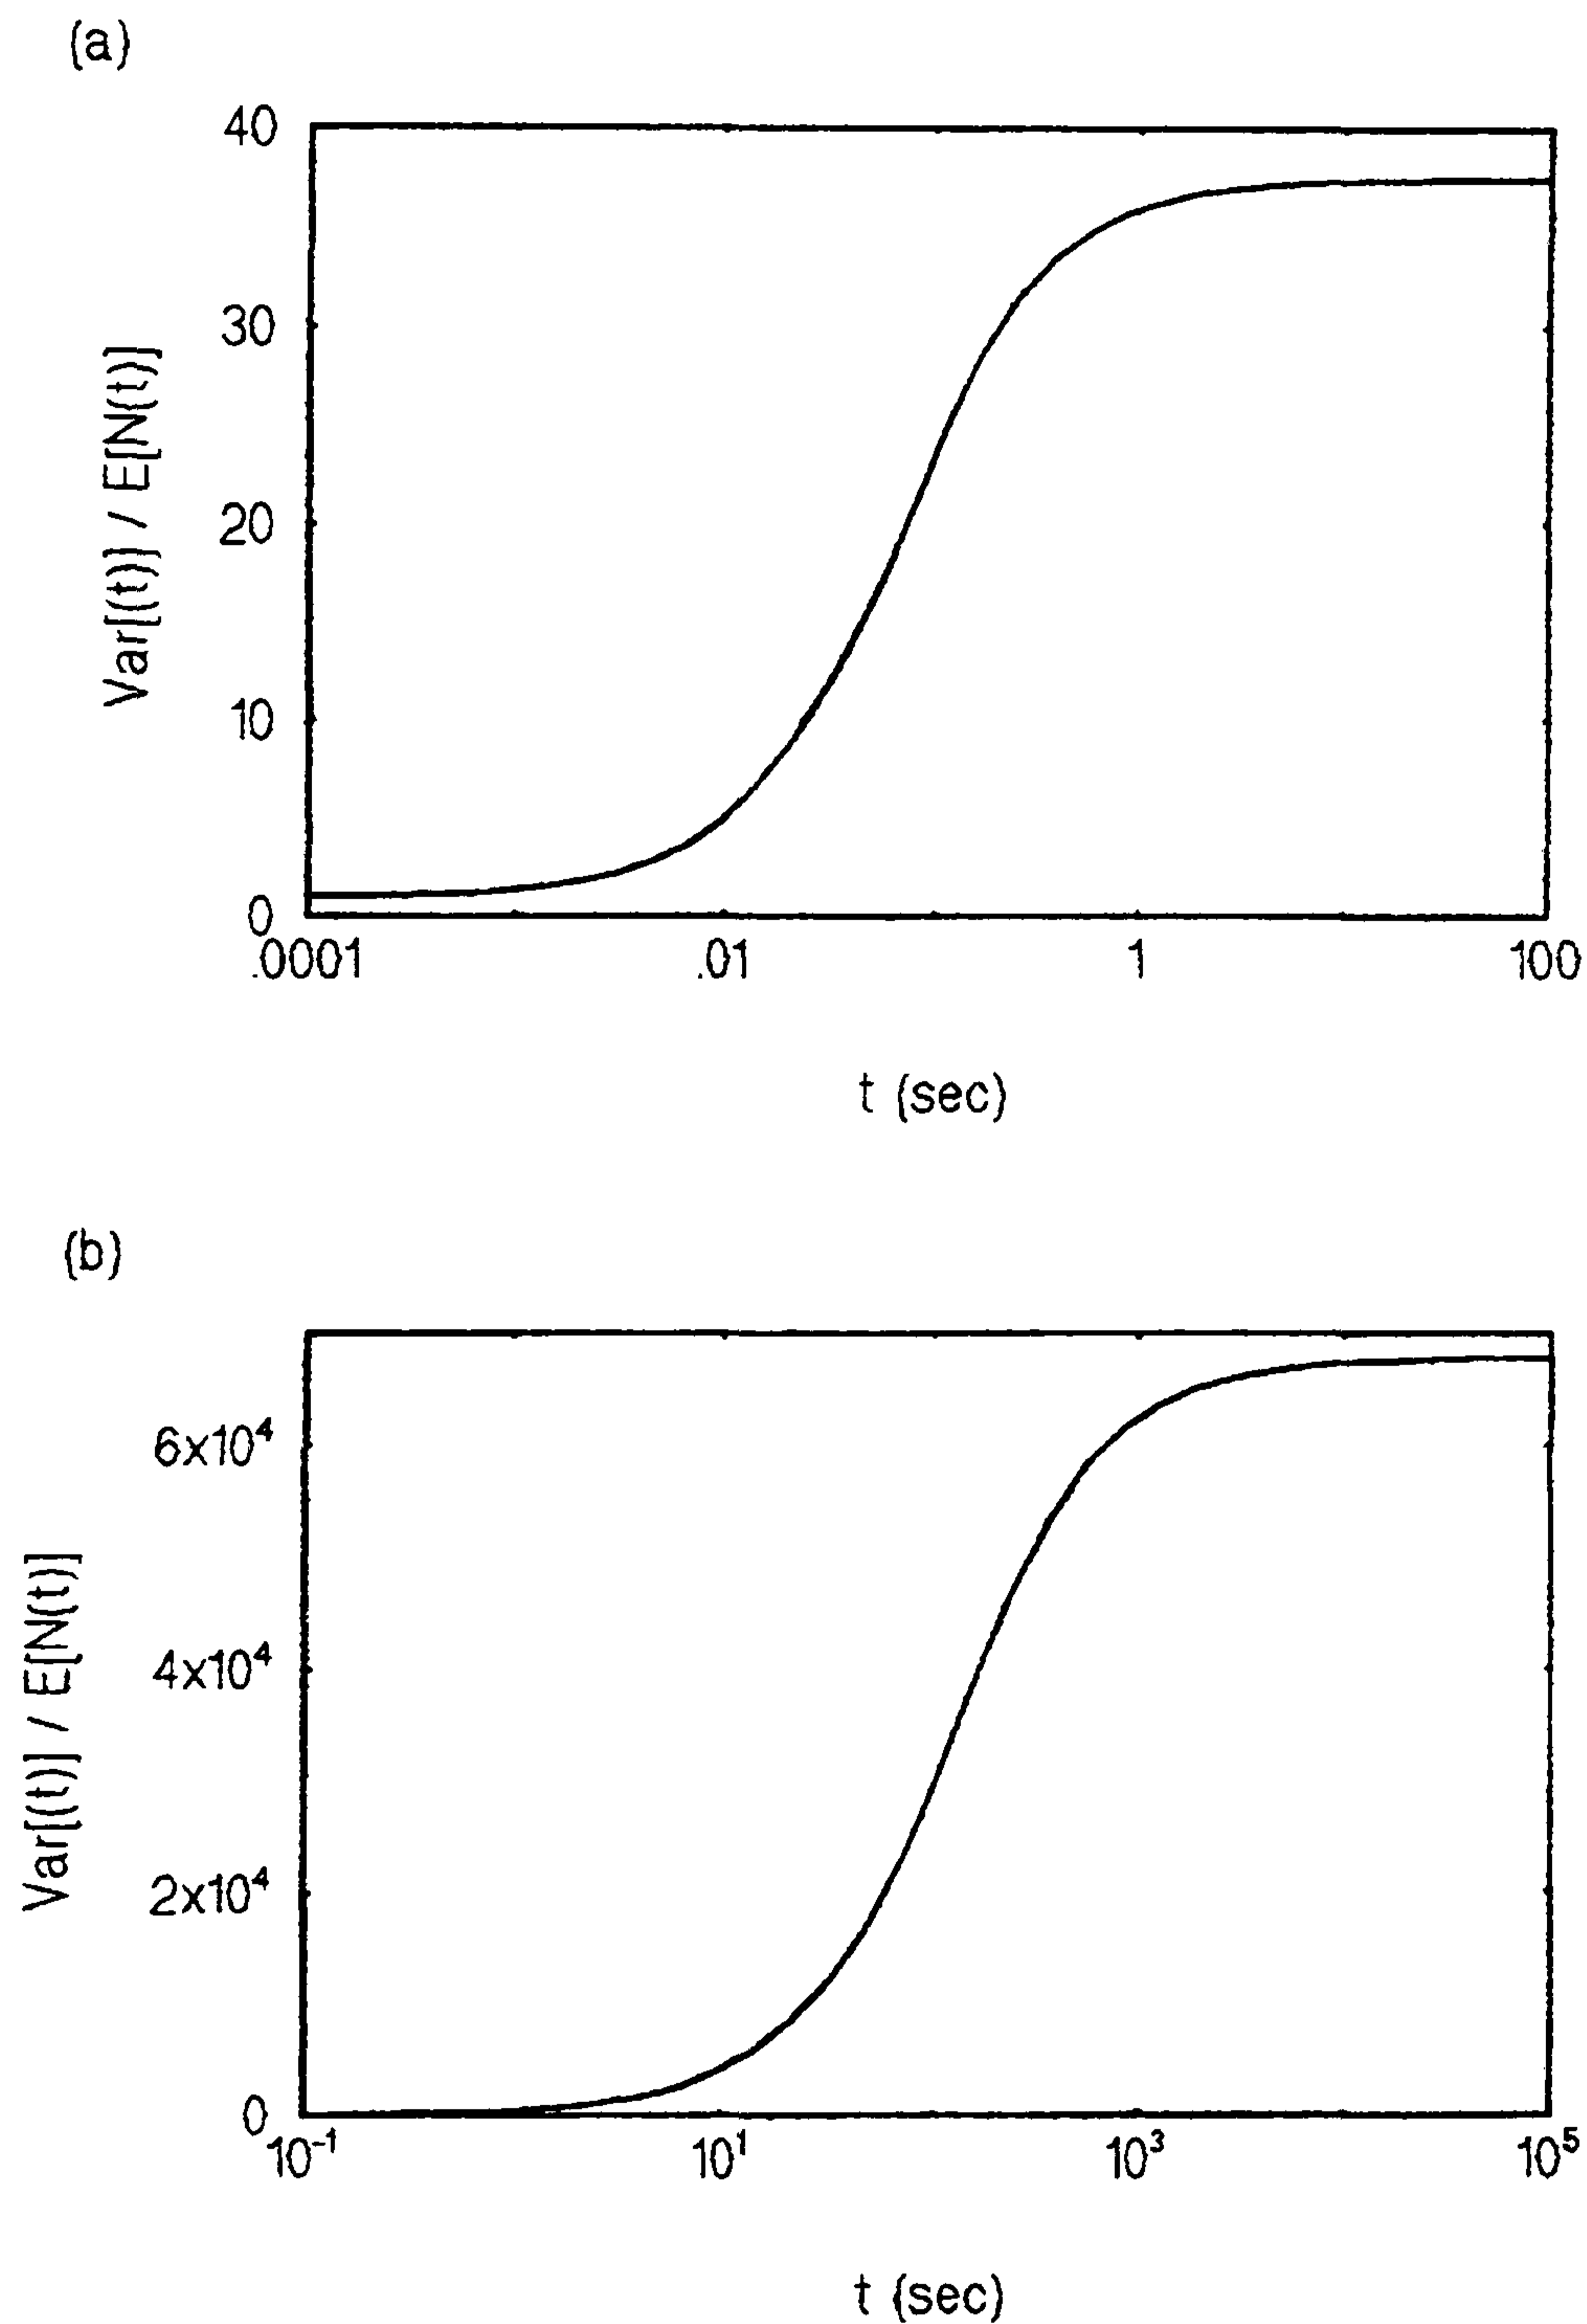 (a)
40
30
20
10
0
Var[(t)] / E[N(t)]
.0001
.01
1
100
t (sec)
(b)
6x10⁴
4x10⁴
2x10⁴
0
Var[(t)] / E[N(t)]
10⁻¹
10¹
10³
10⁵
t (sec)